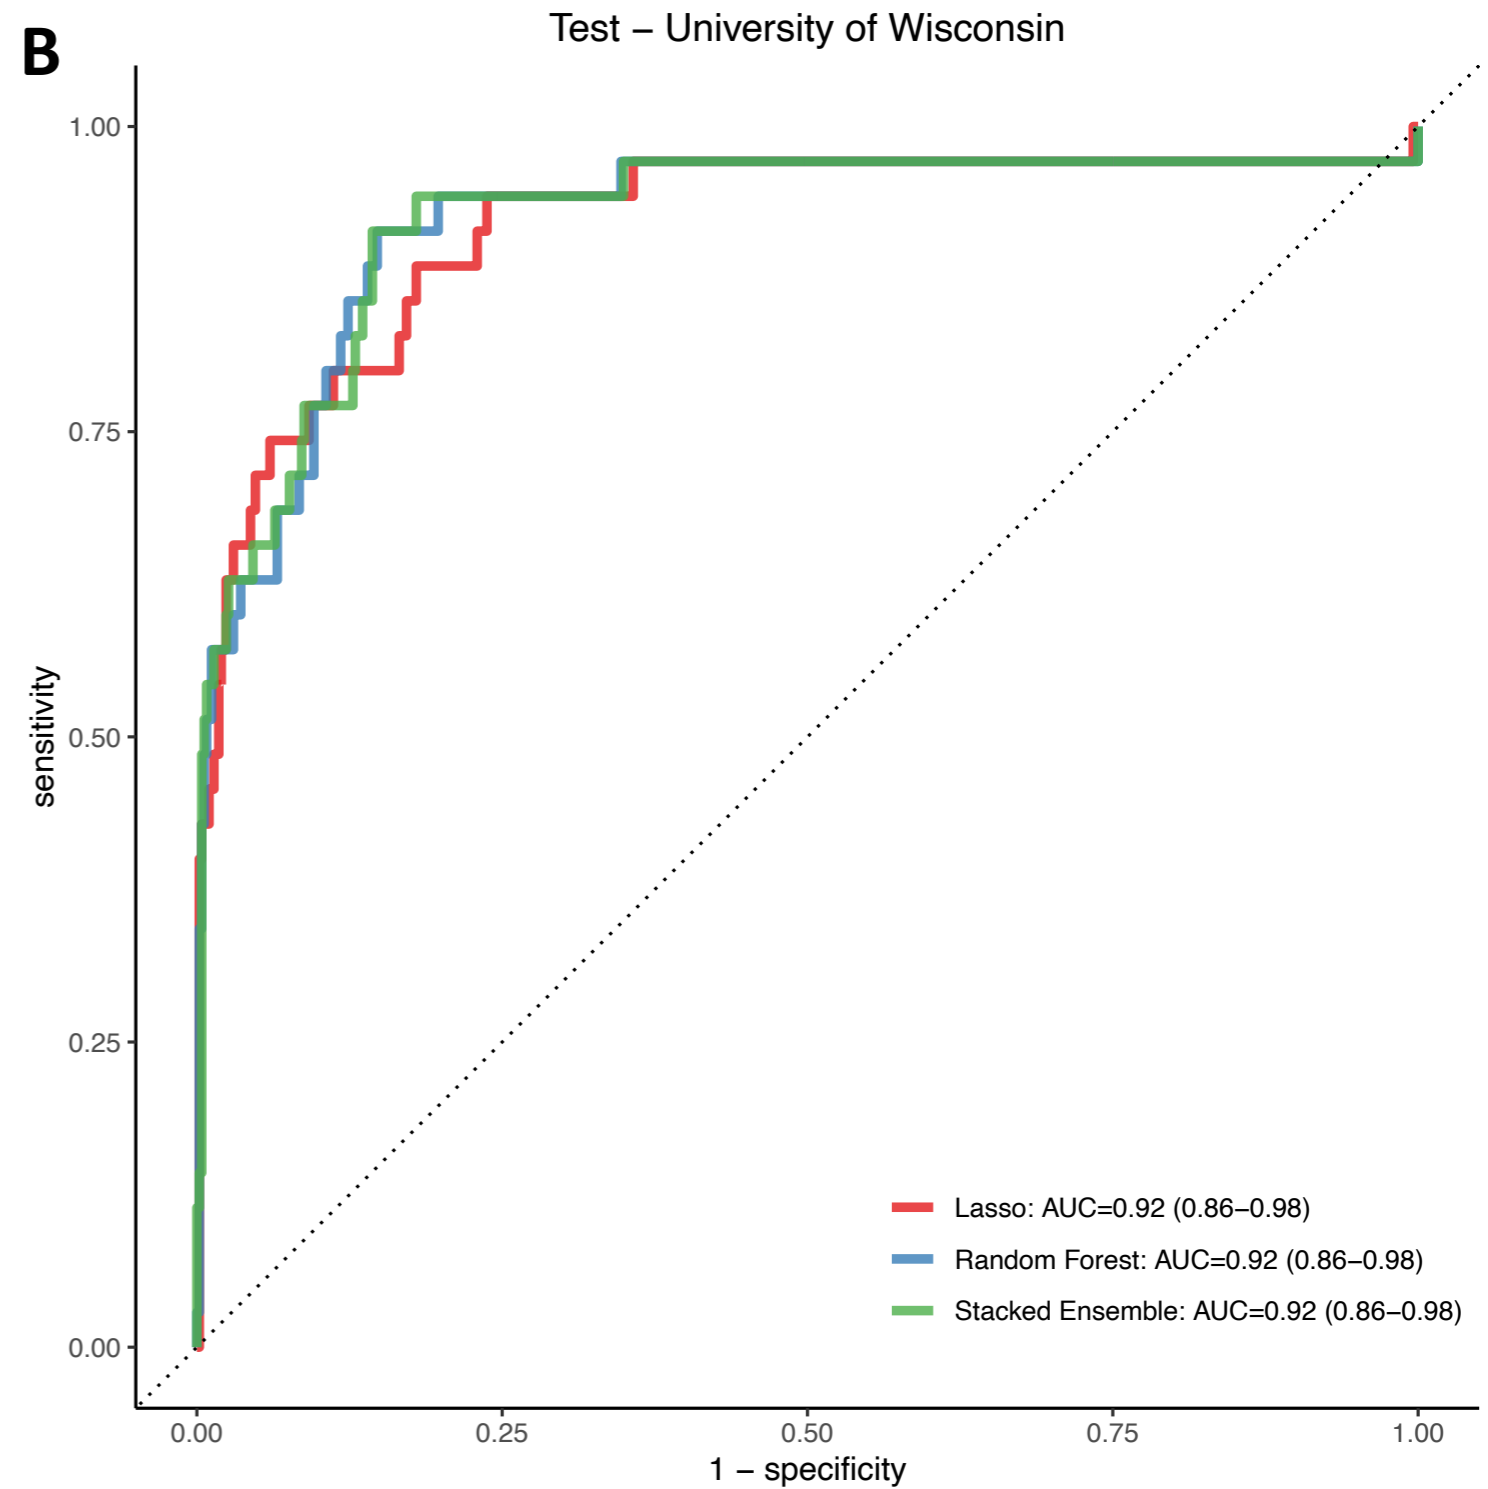 B
Test – University of Wisconsin
1.00
0.75
0.50
0.25
0.00
sensitivity
Lasso: AUC=0.92 (0.86–0.98)
Random Forest: AUC=0.92 (0.86–0.98)
Stacked Ensemble: AUC=0.92 (0.86–0.98)
0.00 0.25 0.50 0.75 1.00
1 – specificity